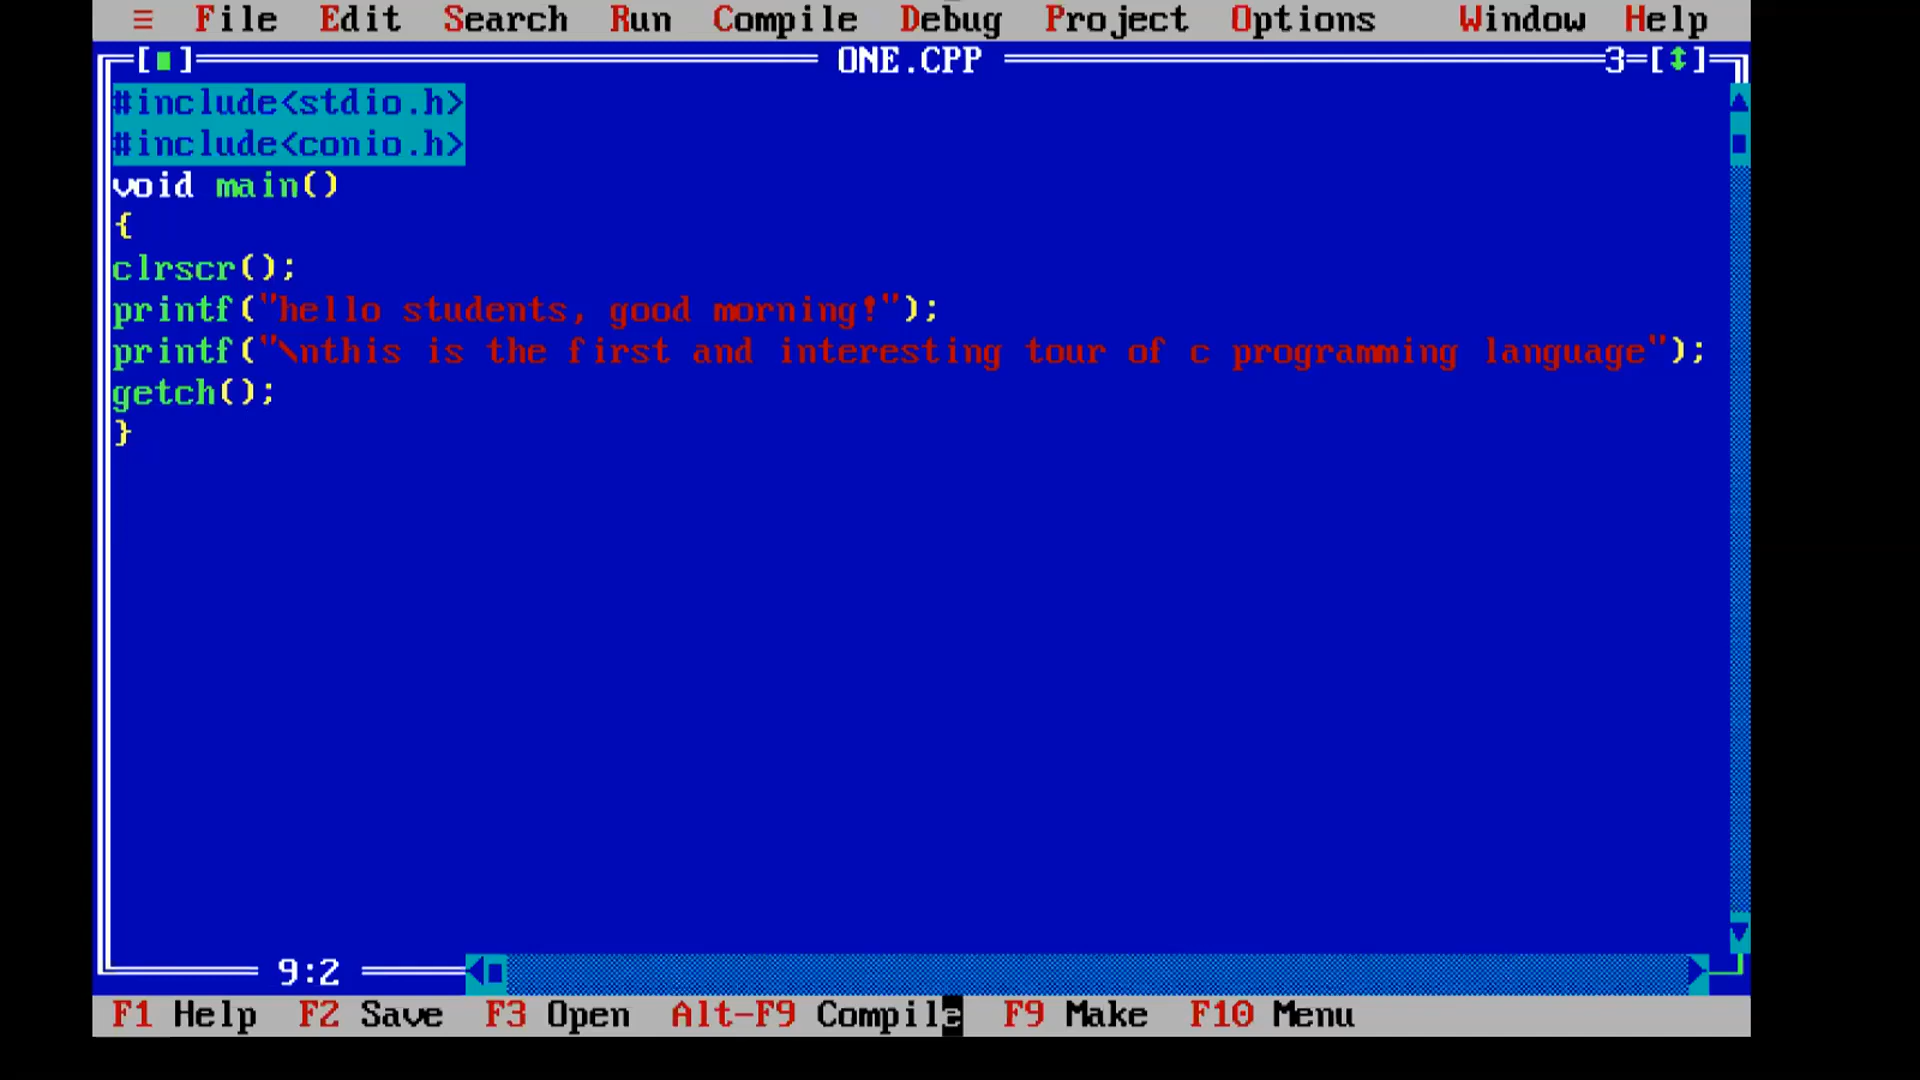 ≡ File Edit Search Run Compile Debug Project Options Window Help
[■] ONE.CPP 3=[↕]
#include<stdio.h>
#include<conio.h>
void main()
{
clrscr();
printf("hello students, good morning!");
printf("\nthis is the first and interesting tour of c programming language");
getch();
}
9:2
F1 Help F2 Save F3 Open Alt-F9 Compile F9 Make F10 Menu